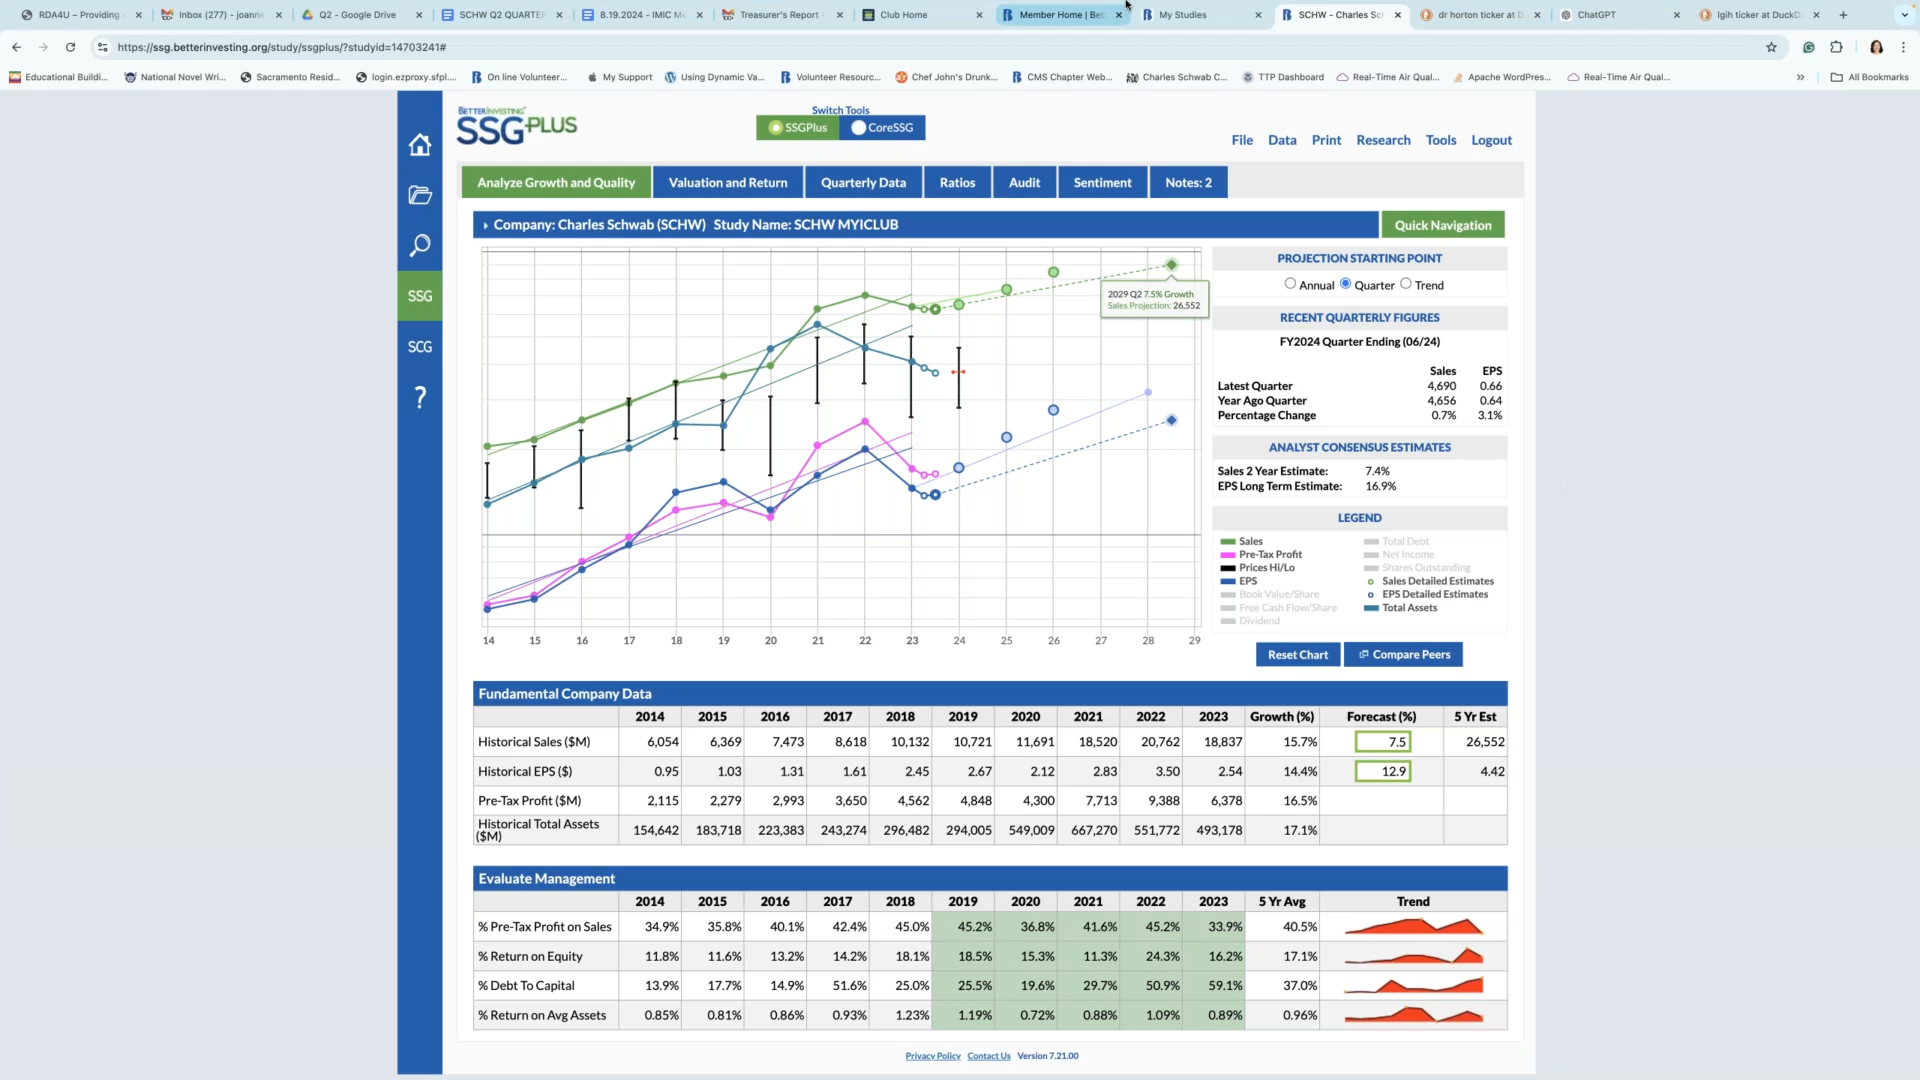 RDA4U – Providing
Inbox (277) - joanne
Q2 - Google Drive
SCHW Q2 QUARTE
8.19.2024 - IMIC M
Treasurer's Report -
Club Home
Member Home | Be
My Studies
SCHW - Charles Sc
dr horton ticker at D
ChatGPT
lgih ticker at DuckD
https://ssg.betterinvesting.org/study/ssgplus/?studyid=14703241#
Educational Buildi...
National Novel Wri...
Sacramento Resid...
login.ezproxy.sfpl....
On line Volunteer...
My Support
Using Dynamic Va...
Volunteer Resourc...
Chef John's Drunk...
CMS Chapter Web...
Charles Schwab C...
TTP Dashboard
Real-Time Air Qual...
Apache WordPres...
Real-Time Air Qual...
All Bookmarks
BETTERINVESTING
SSGPLUS
Switch Tools
SSGPlus CoreSSG
File Data Print Research Tools Logout
Analyze Growth and Quality Valuation and Return Quarterly Data Ratios Audit Sentiment Notes: 2
Company: Charles Schwab (SCHW) Study Name: SCHW MYICLUB
Quick Navigation
SSG
SCG
?
2029 Q2 7.5% Growth
Sales Projection: 26,552
14 15 16 17 18 19 20 21 22 23 24 25 26 27 28 29
PROJECTION STARTING POINT
Annual Quarter Trend
RECENT QUARTERLY FIGURES
FY2024 Quarter Ending (06/24)
Sales EPS
Latest Quarter 4,690 0.66
Year Ago Quarter 4,656 0.64
Percentage Change 0.7% 3.1%
ANALYST CONSENSUS ESTIMATES
Sales 2 Year Estimate: 7.4%
EPS Long Term Estimate: 16.9%
LEGEND
Sales Total Debt
Pre-Tax Profit Net Income
Prices Hi/Lo Shares Outstanding
EPS Sales Detailed Estimates
Book Value/Share EPS Detailed Estimates
Free Cash Flow/Share Total Assets
Dividend
Reset Chart Compare Peers
Fundamental Company Data
2014 2015 2016 2017 2018 2019 2020 2021 2022 2023 Growth (%) Forecast (%) 5 Yr Est
Historical Sales ($M) 6,054 6,369 7,473 8,618 10,132 10,721 11,691 18,520 20,762 18,837 15.7% 7.5 26,552
Historical EPS ($) 0.95 1.03 1.31 1.61 2.45 2.67 2.12 2.83 3.50 2.54 14.4% 12.9 4.42
Pre-Tax Profit ($M) 2,115 2,279 2,993 3,650 4,562 4,848 4,300 7,713 9,388 6,378 16.5%
Historical Total Assets
($M) 154,642 183,718 223,383 243,274 296,482 294,005 549,009 667,270 551,772 493,178 17.1%
Evaluate Management
2014 2015 2016 2017 2018 2019 2020 2021 2022 2023 5 Yr Avg Trend
% Pre-Tax Profit on Sales 34.9% 35.8% 40.1% 42.4% 45.0% 45.2% 36.8% 41.6% 45.2% 33.9% 40.5%
% Return on Equity 11.8% 11.6% 13.2% 14.2% 18.1% 18.5% 15.3% 11.3% 24.3% 16.2% 17.1%
% Debt To Capital 13.9% 17.7% 14.9% 51.6% 25.0% 25.5% 19.6% 29.7% 50.9% 59.1% 37.0%
% Return on Avg Assets 0.85% 0.81% 0.86% 0.93% 1.23% 1.19% 0.72% 0.88% 1.09% 0.89% 0.96%
Privacy Policy Contact Us Version 7.21.00